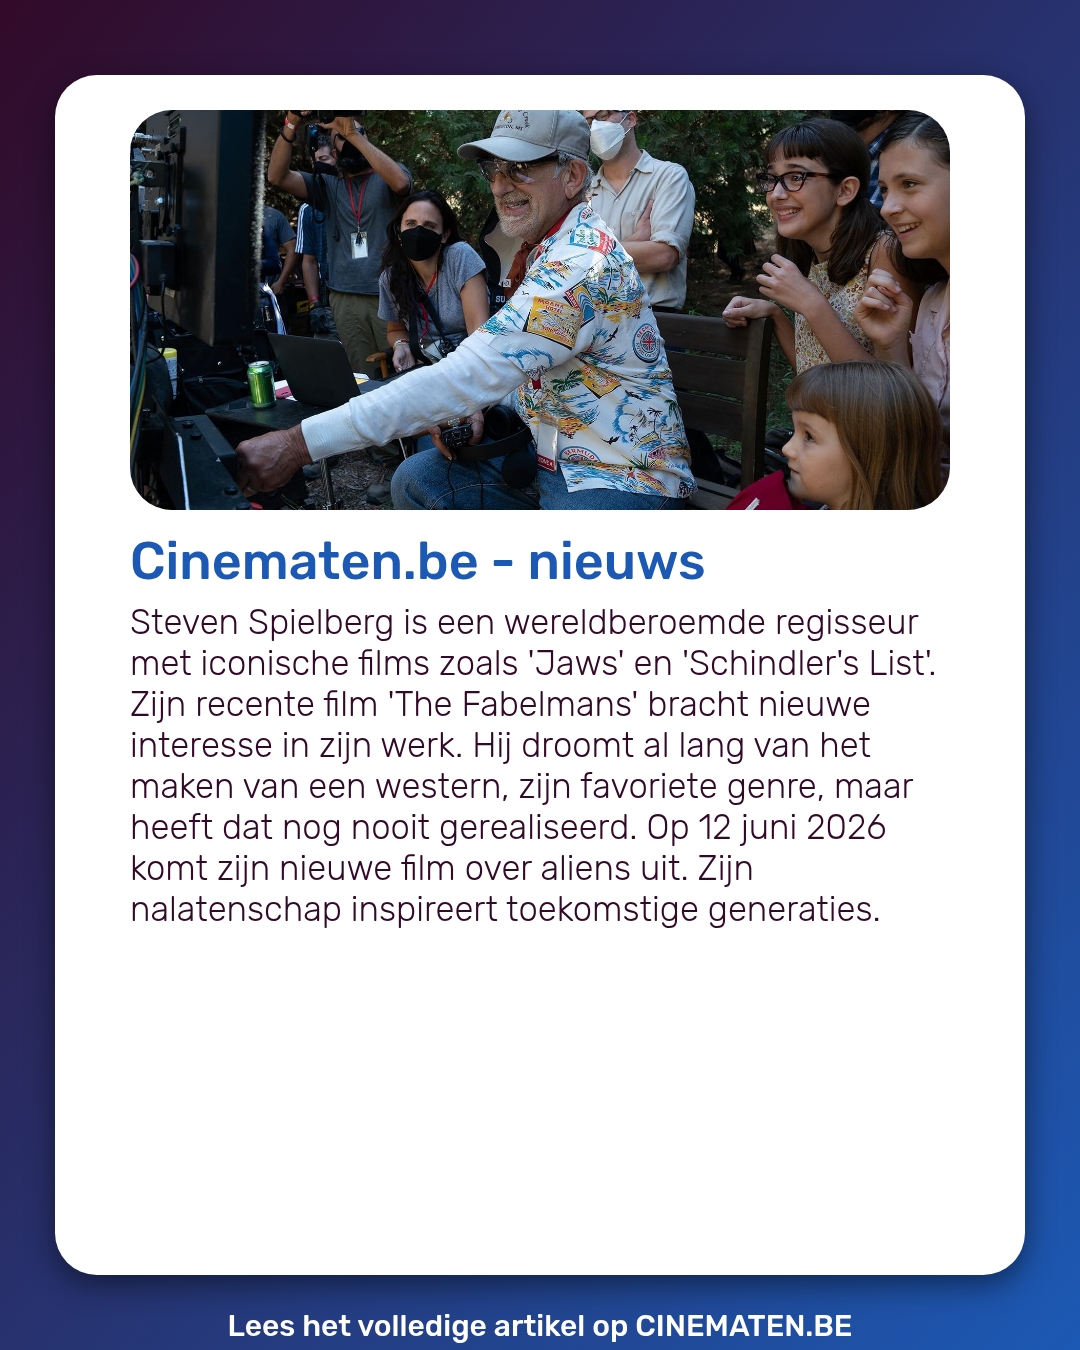 Cinematen.be - nieuws
Steven Spielberg is een wereldberoemde regisseur
met iconische films zoals 'Jaws' en 'Schindler's List'.
Zijn recente film 'The Fabelmans' bracht nieuwe
interesse in zijn werk. Hij droomt al lang van het
maken van een western, zijn favoriete genre, maar
heeft dat nog nooit gerealiseerd. Op 12 juni 2026
komt zijn nieuwe film over aliens uit. Zijn
nalatenschap inspireert toekomstige generaties.
Lees het volledige artikel op CINEMATEN.BE